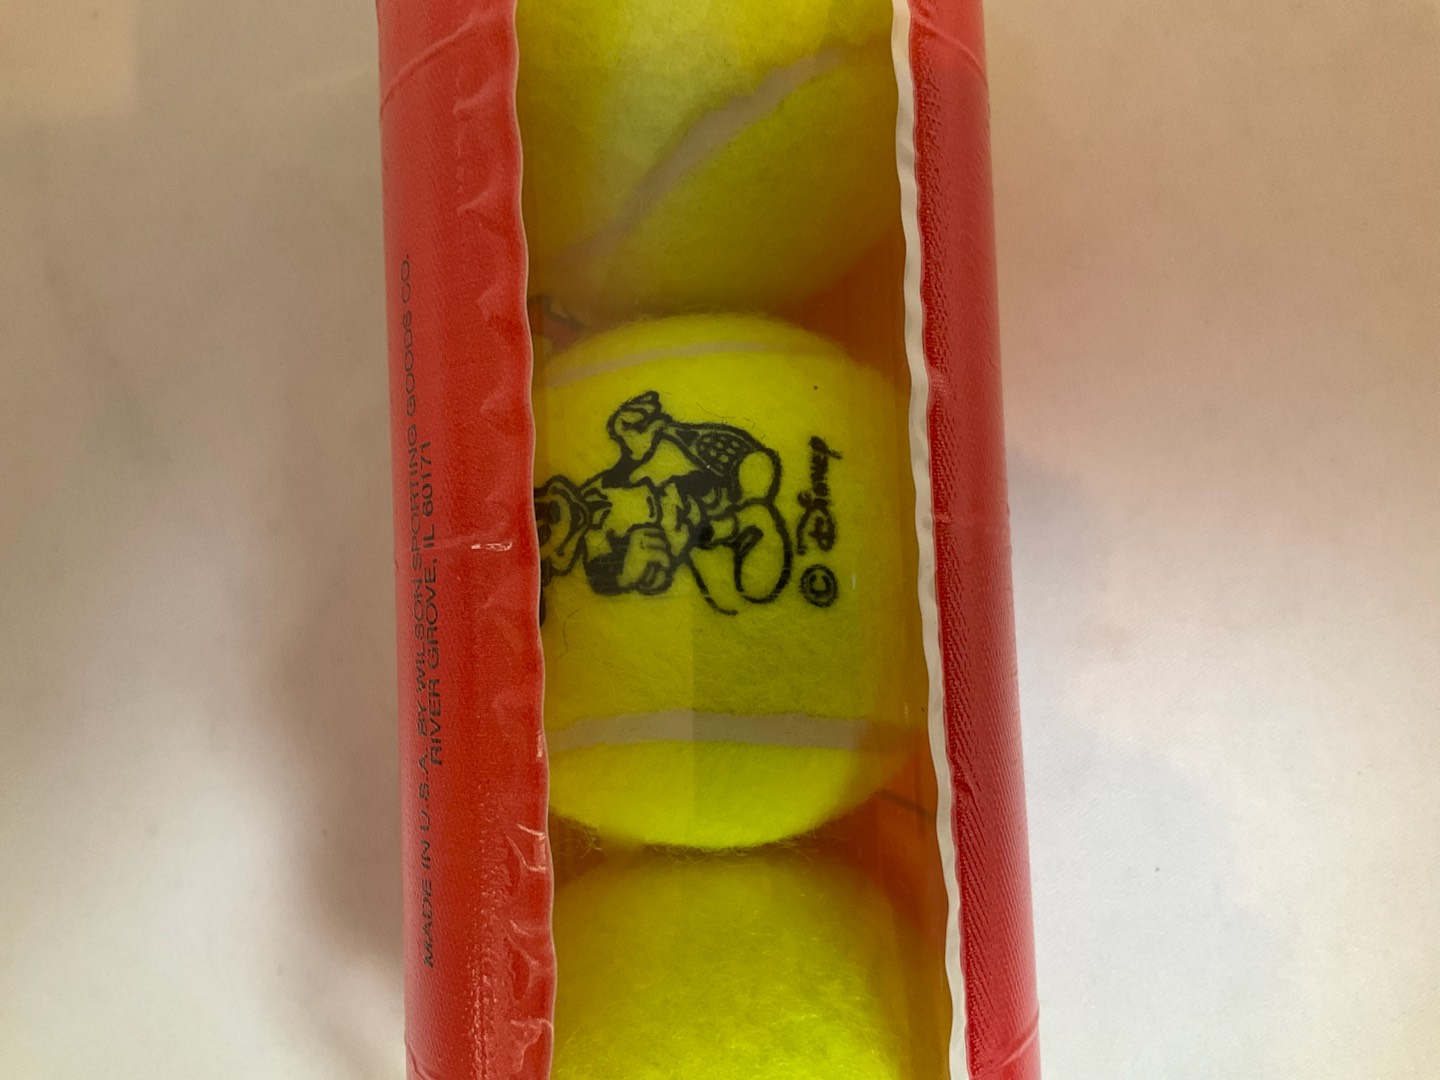 MADE IN U.S.A. BY WILSON SPORTING GOODS CO.
RIVER GROVE, IL 60171
© Disney